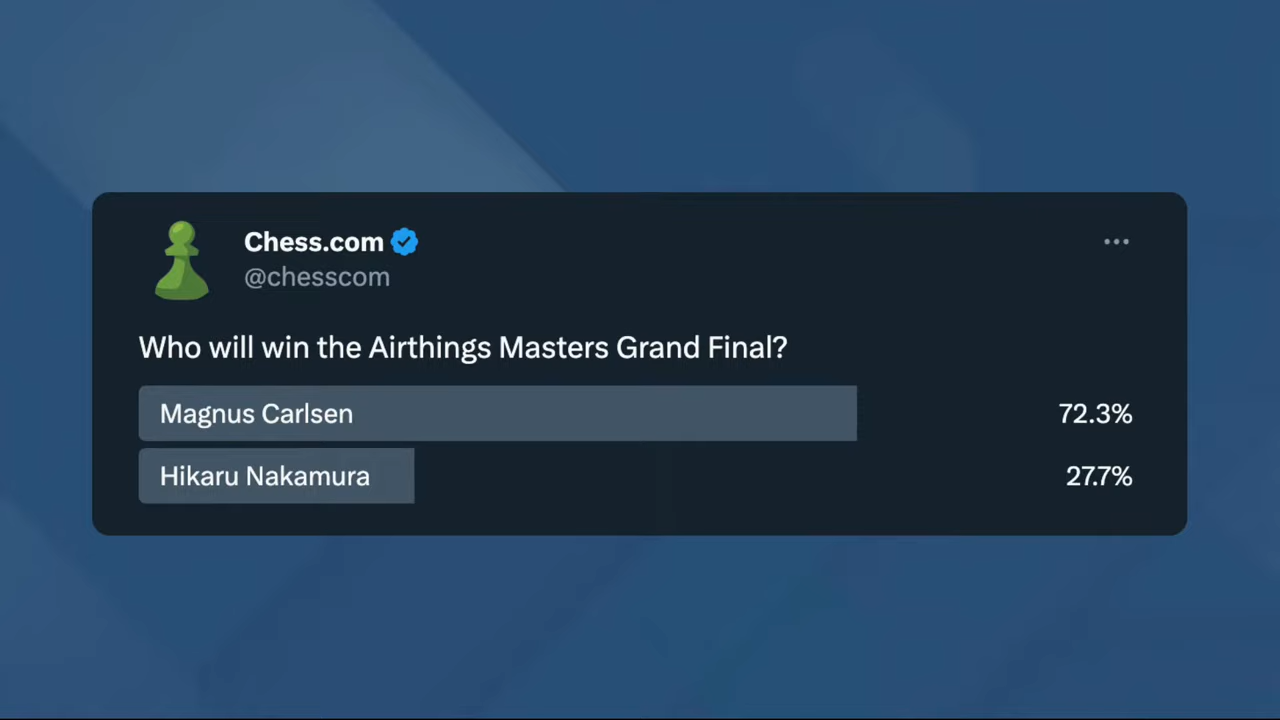 Chess.com
@chesscom
Who will win the Airthings Masters Grand Final?
Magnus Carlsen 72.3%
Hikaru Nakamura 27.7%